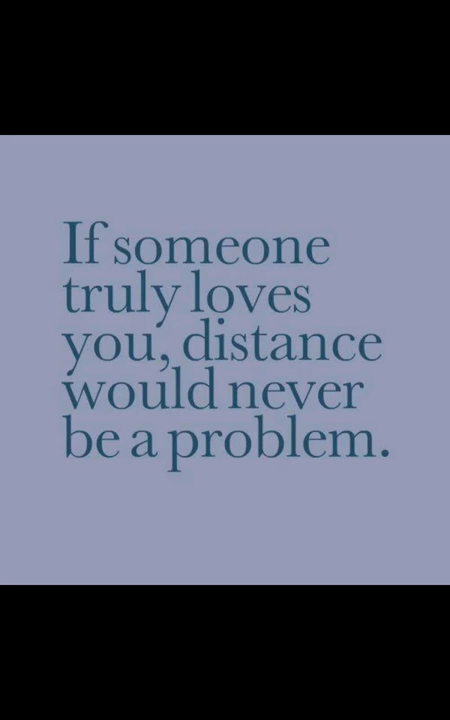 If someone
truly loves
you, distance
would never
be a problem.